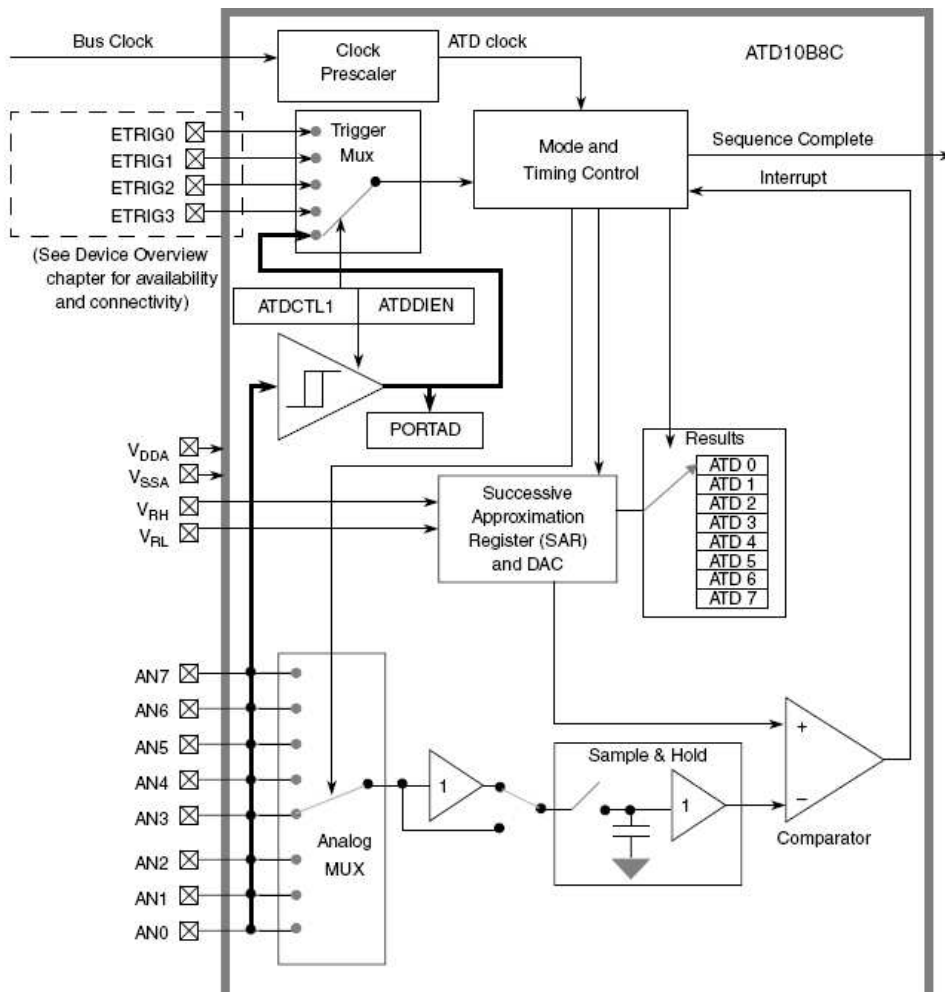 Bus Clock
Clock
Prescaler
ATD clock
ATD10B8C
ETRIG0
ETRIG1
ETRIG2
ETRIG3
(See Device Overview
chapter for availability
and connectivity)
Trigger
Mux
Mode and
Timing Control
Sequence Complete
Interrupt
ATDCTL1
ATDDIEN
PORTAD
VDDA
VSSA
VRH
VRL
Successive
Approximation
Register (SAR)
and DAC
Results
ATD 0
ATD 1
ATD 2
ATD 3
ATD 4
ATD 5
ATD 6
ATD 7
AN7
AN6
AN5
AN4
AN3
AN2
AN1
AN0
Analog
MUX
1
Sample & Hold
1
+
–
Comparator